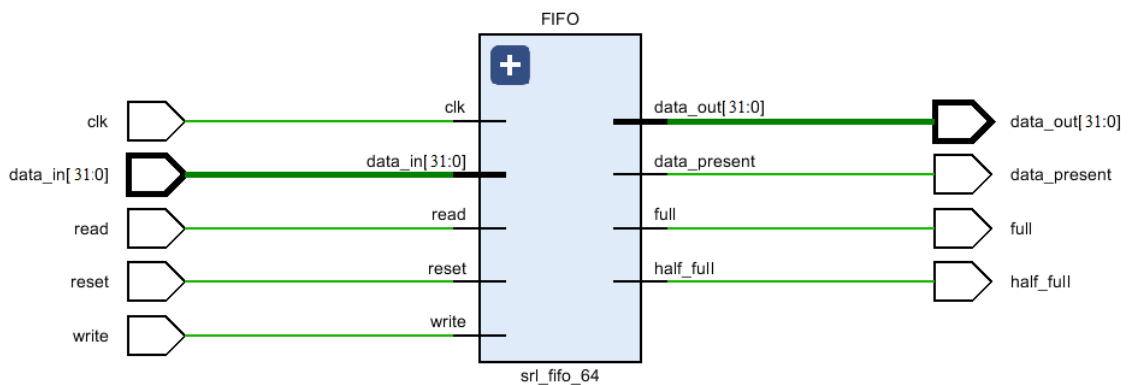 FIFO
clk clk data_out[31:0] data_out[31:0]
data_in[31:0] data_in[31:0] data_present data_present
read read full full
reset reset half_full half_full
write write
srl_fifo_64